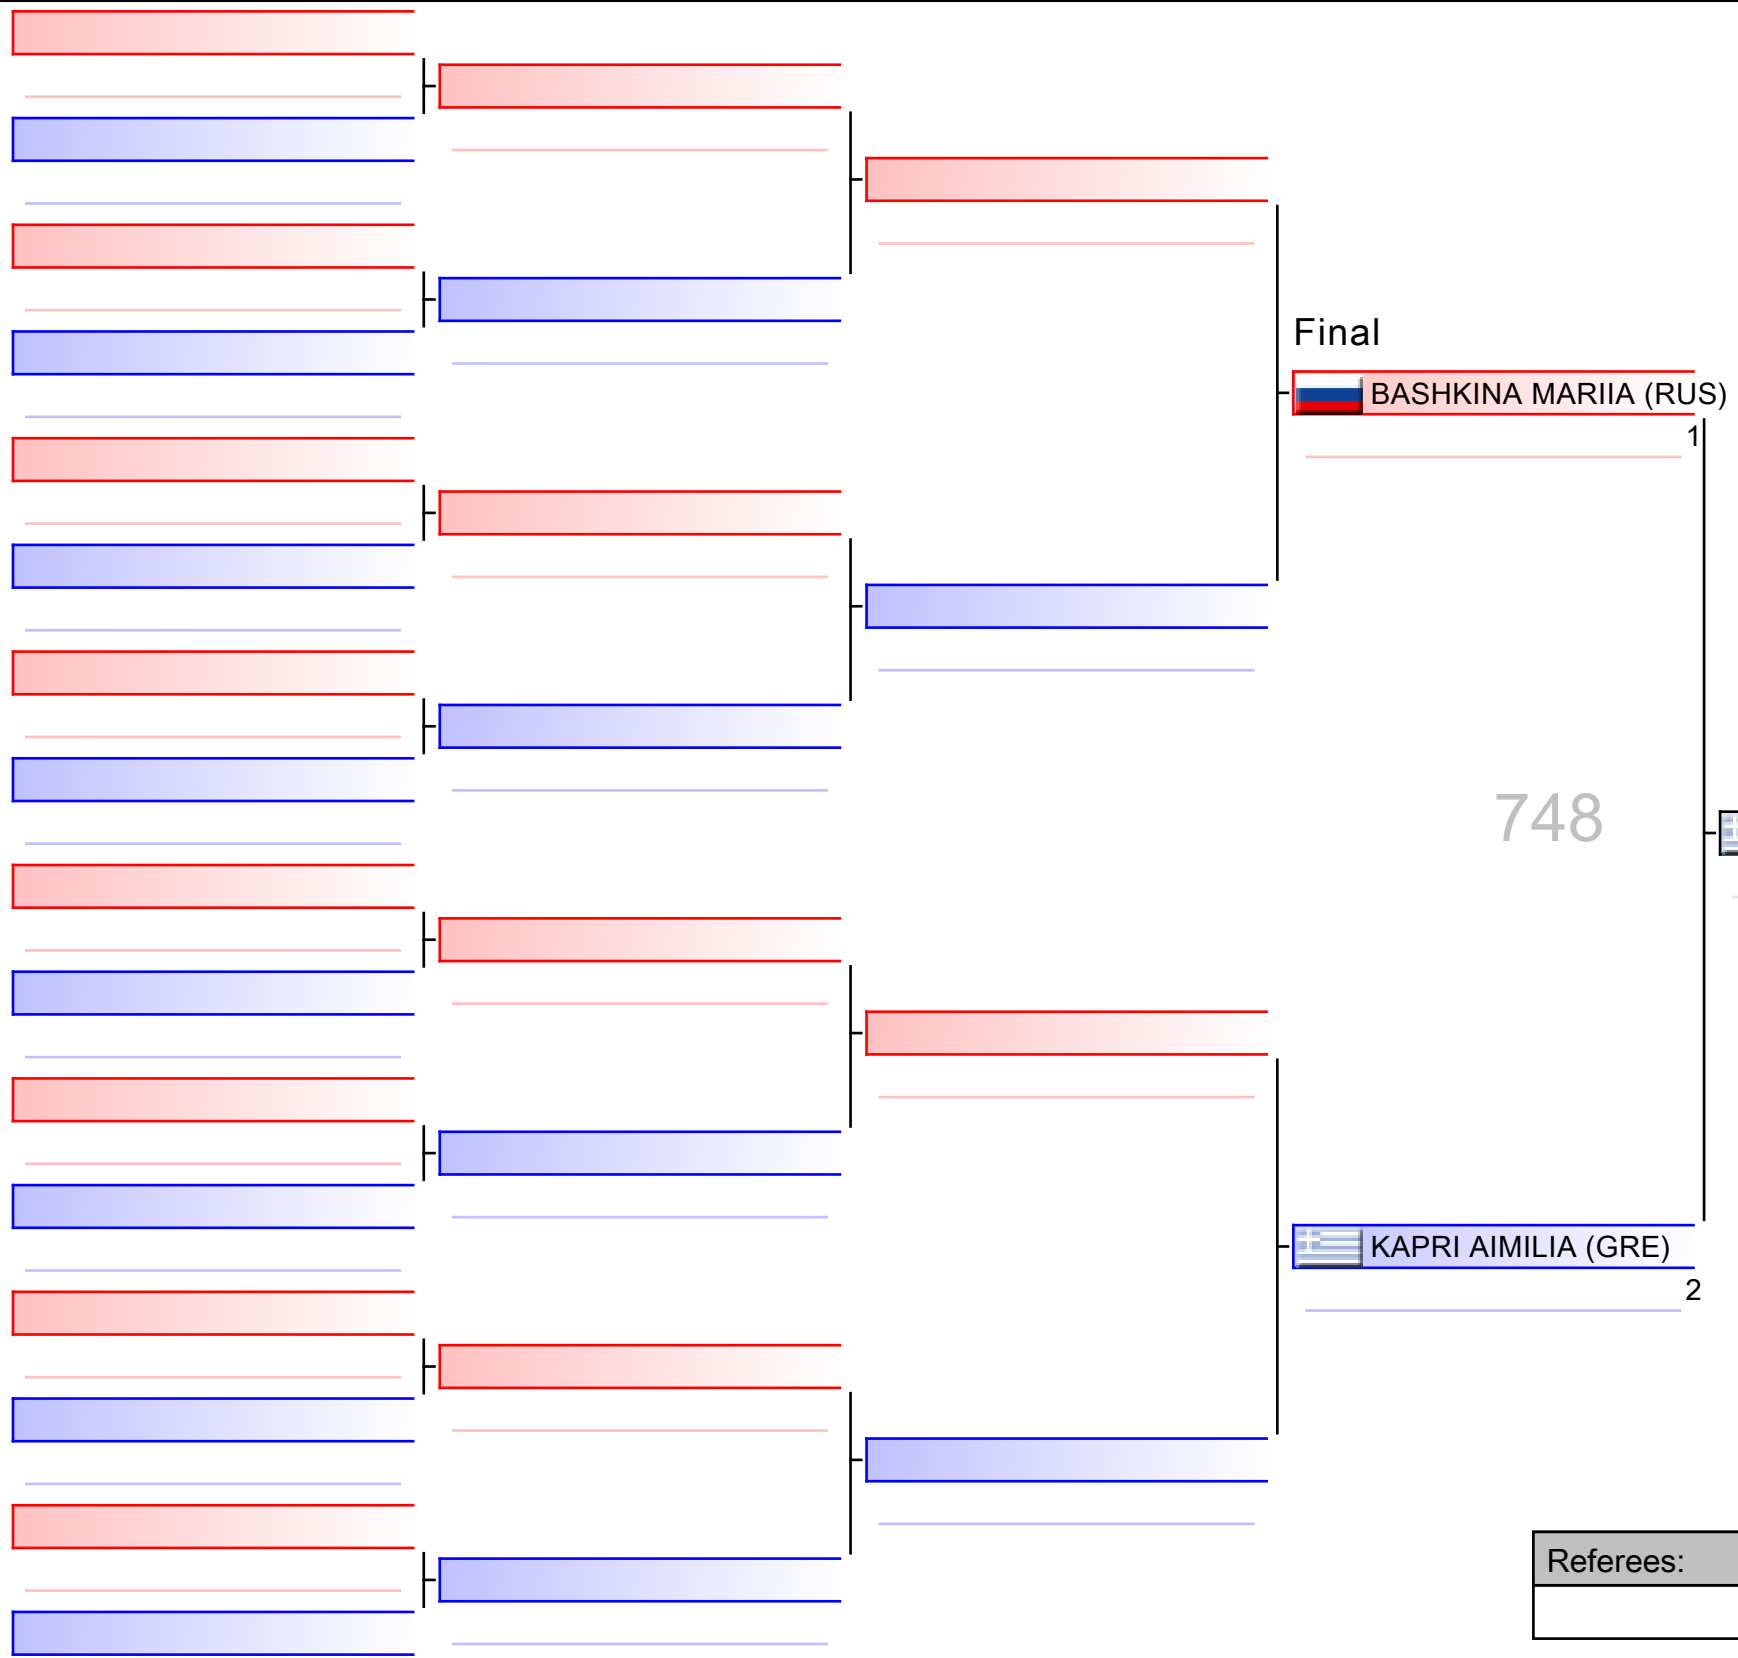 Final
BASHKINA MARIIA (RUS)
1
748
KAPRI AIMILIA (GRE)
2
Referees: